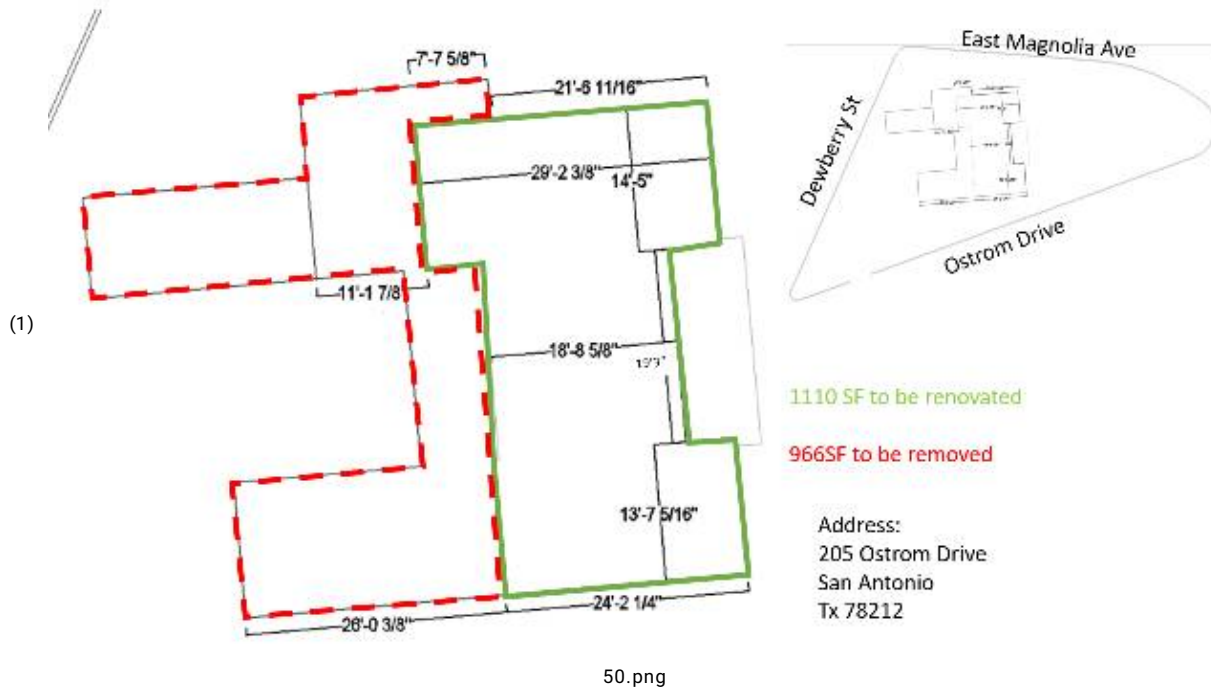 7'-7 5/8"
21'-6 11/16"
29'-2 3/8"
14'-5"
11'-1 7/8
(1)
18'-8 5/8"
13'-7 5/16"
26'-0 3/8"
24'-2 1/4"
East Magnolia Ave
Dewberry St
Ostrom Drive
1110 SF to be renovated
966SF to be removed
Address:
205 Ostrom Drive
San Antonio
Tx 78212
50.png